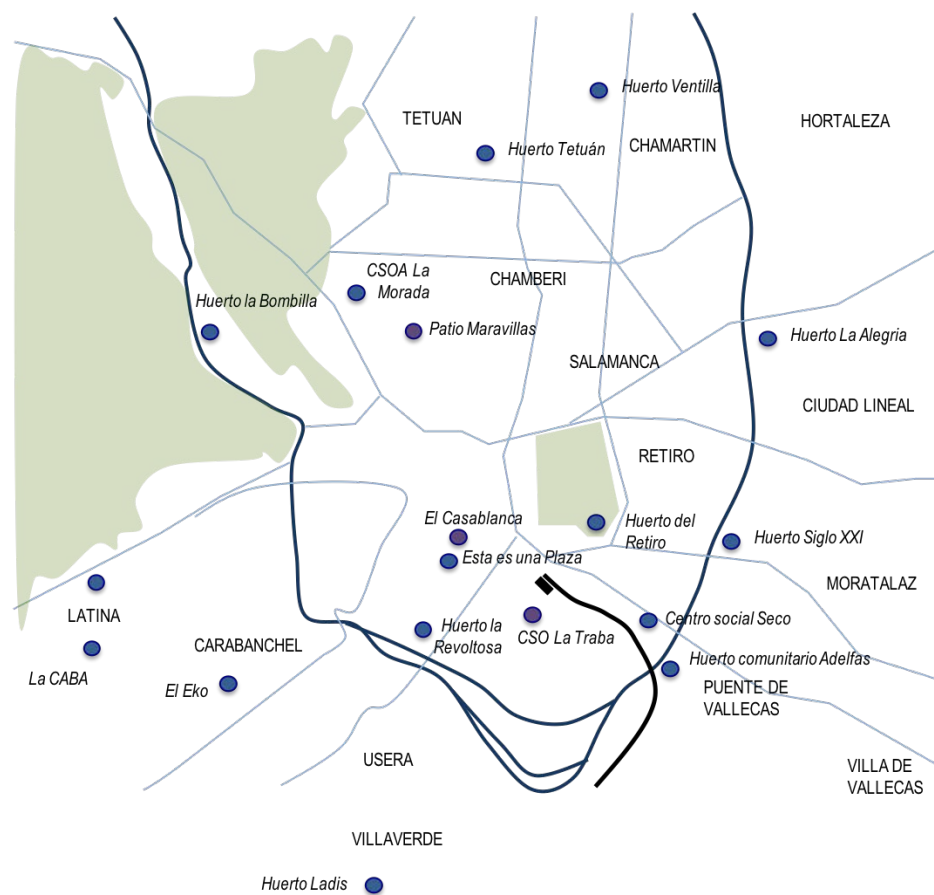 Huerto Ventilla
TETUAN
HORTALEZA
CHAMARTIN
Huerto Tetuán
CSOA La
Morada
CHAMBERI
Huerto la Bombilla
Patio Maravillas
Huerto La Alegria
SALAMANCA
CIUDAD LINEAL
RETIRO
El Casablanca
Huerto del
Retiro
Huerto Siglo XXI
Esta es una Plaza
MORATALAZ
LATINA
Huerto la
Revoltosa
CSO La Traba
Centro social Seco
CARABANCHEL
Huerto comunitario Adelfas
La CABA
El Eko
PUENTE DE
VALLECAS
USERA
VILLA DE
VALLECAS
VILLAVERDE
Huerto Ladis